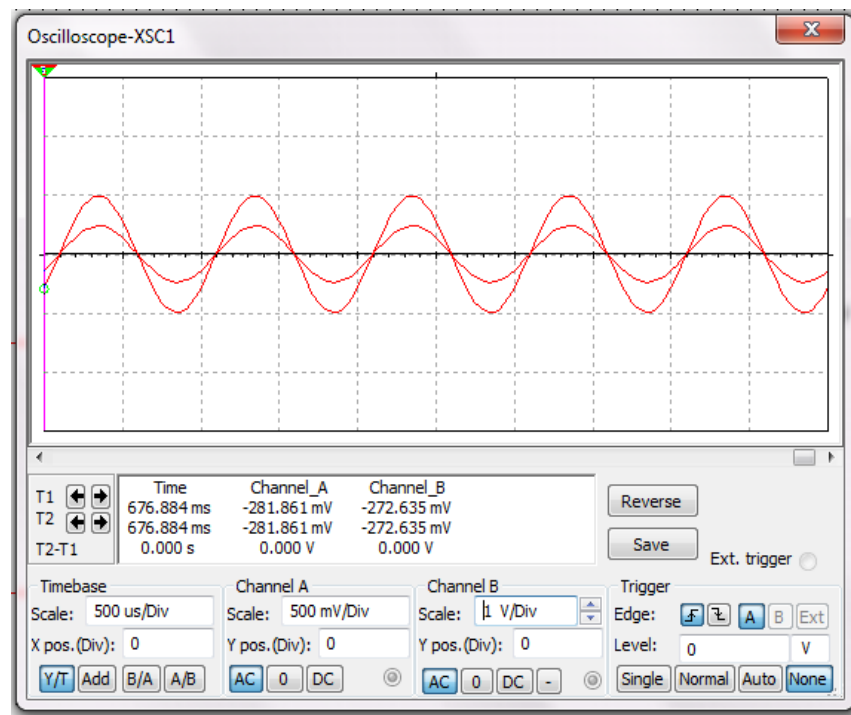 Oscilloscope-XSC1
Time Channel_A Channel_B
T1 676.884 ms -281.861 mV -272.635 mV
T2 676.884 ms -281.861 mV -272.635 mV
T2-T1 0.000 s 0.000 V 0.000 V
Reverse
Save
Ext. trigger
Timebase
Scale: 500 us/Div
X pos.(Div): 0
Y/T Add B/A A/B
Channel A
Scale: 500 mV/Div
Y pos.(Div): 0
AC 0 DC
Channel B
Scale: 1 V/Div
Y pos.(Div): 0
AC 0 DC -
Trigger
Edge: A B Ext
Level: 0 V
Single Normal Auto None